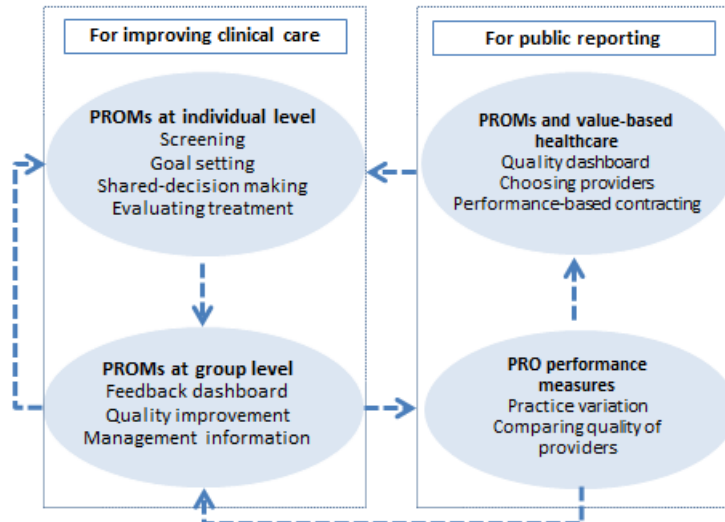 For improving clinical care
PROMs at individual level
Screening
Goal setting
Shared-decision making
Evaluating treatment
PROMs at group level
Feedback dashboard
Quality improvement
Management information
For public reporting
PROMs and value-based
healthcare
Quality dashboard
Choosing providers
Performance-based contracting
PRO performance
measures
Practice variation
Comparing quality of
providers